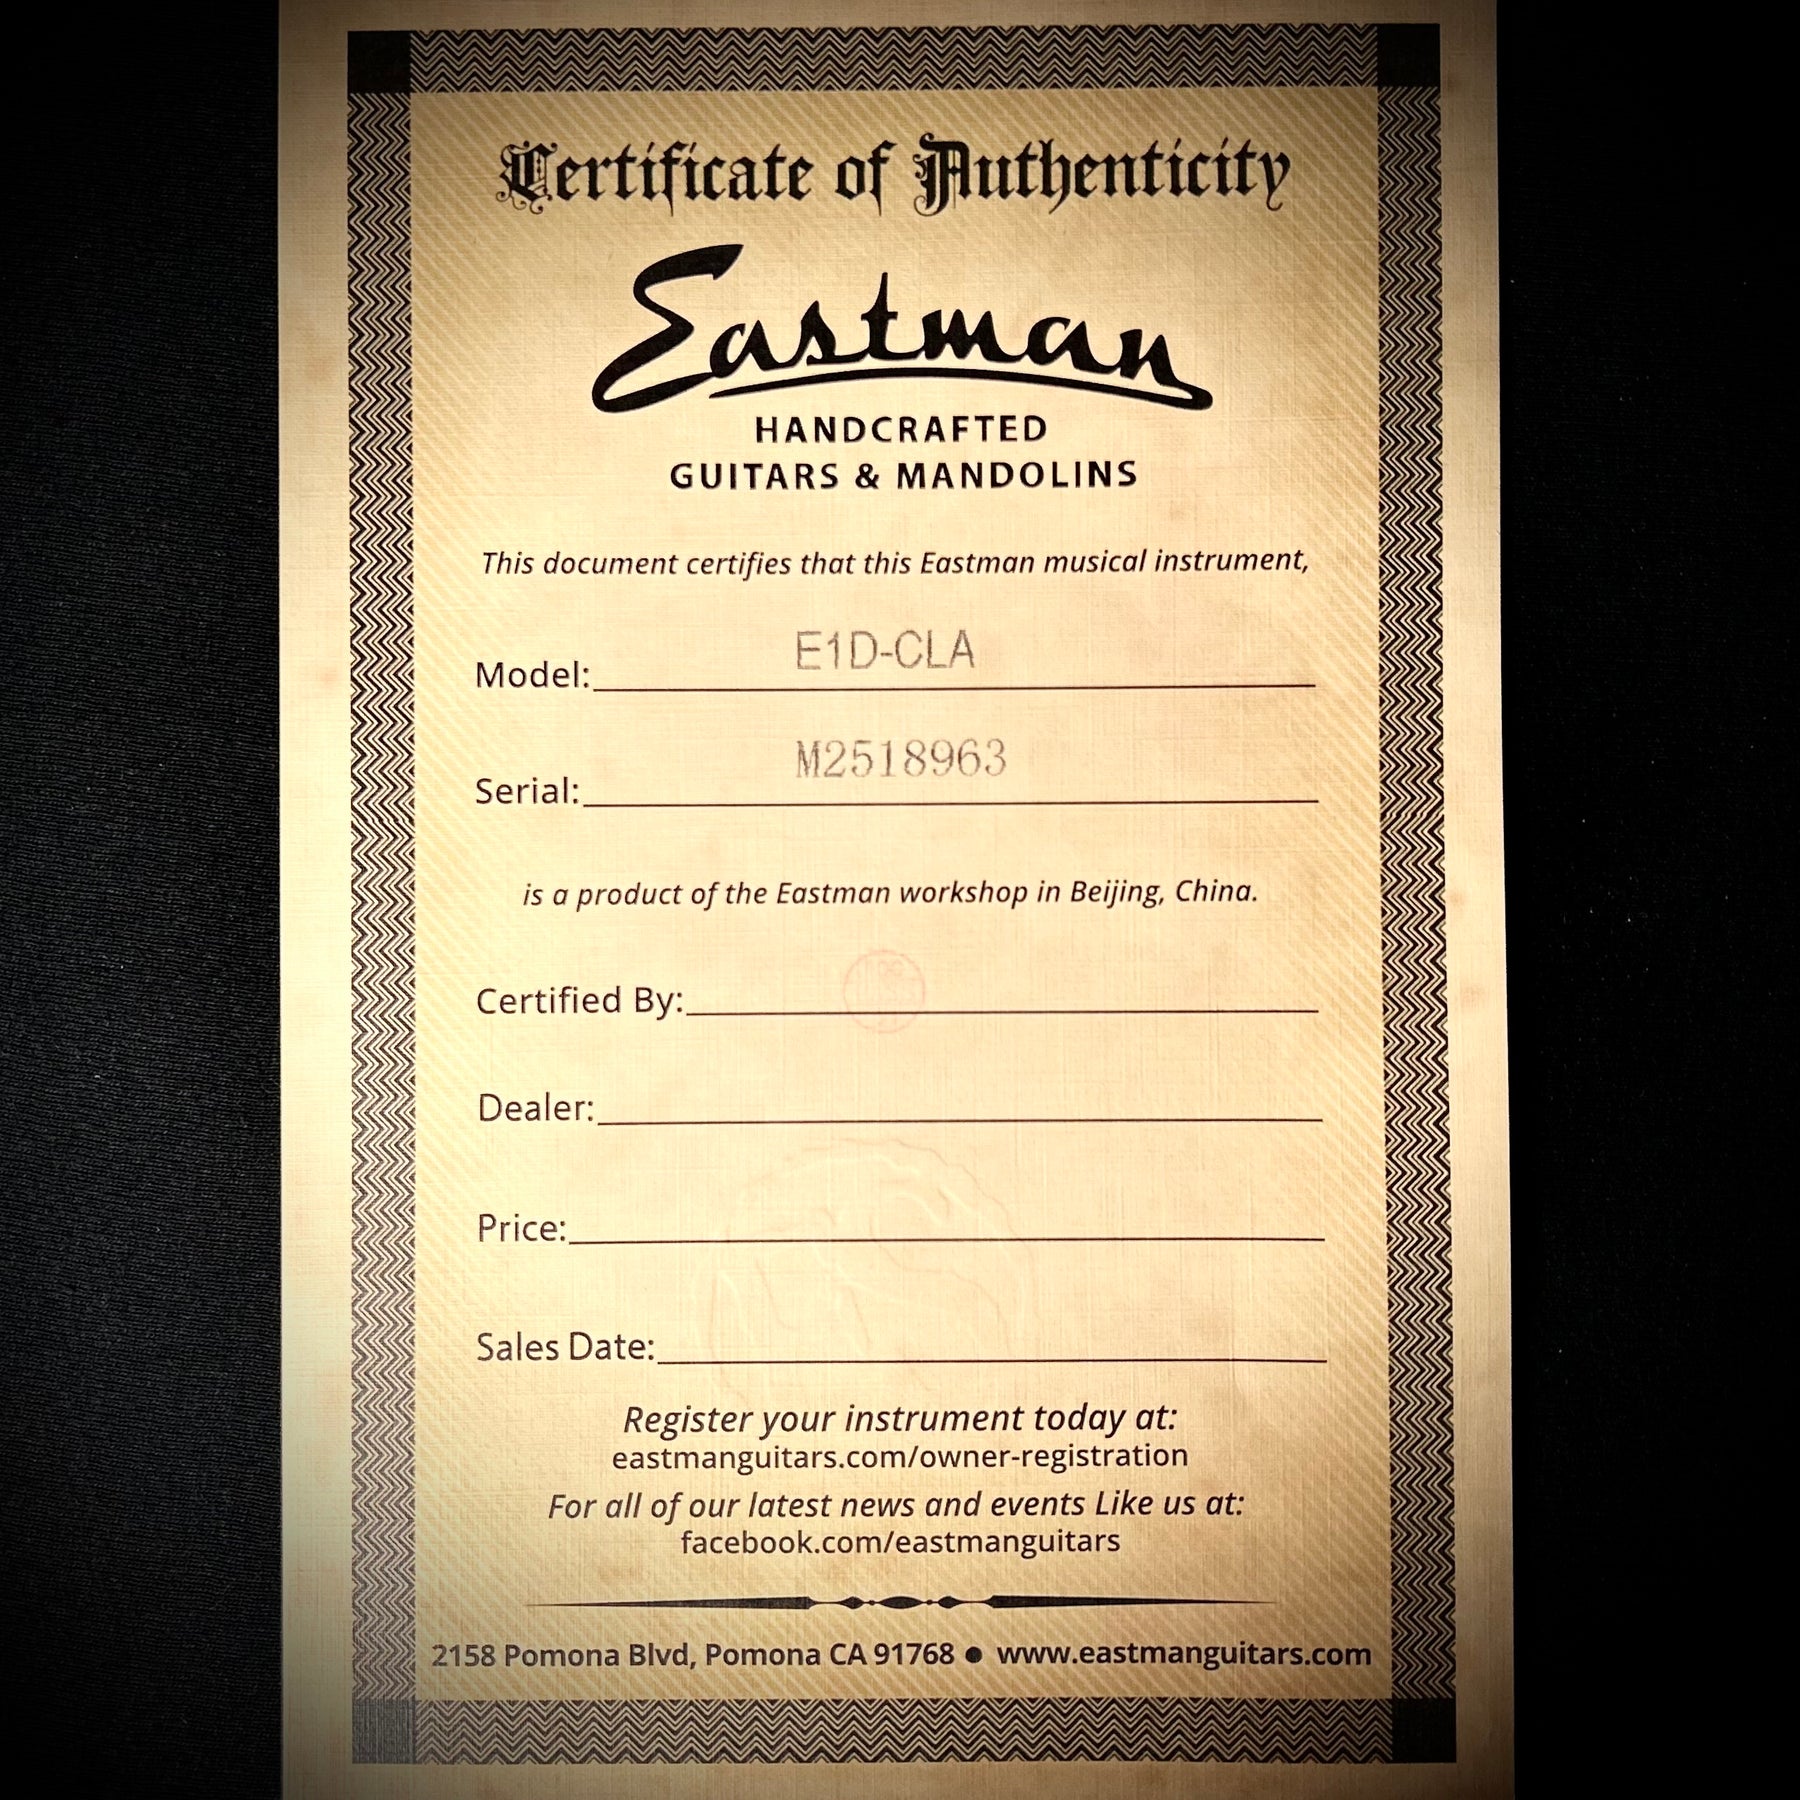 Certificate of Authenticity
Eastman
HANDCRAFTED
GUITARS & MANDOLINS
This document certifies that this Eastman musical instrument,
Model: E1D-CLA
Serial: M2518963
is a product of the Eastman workshop in Beijing, China.
Certified By:
Dealer:
Price:
Sales Date:
Register your instrument today at:
eastmanguitars.com/owner-registration
For all of our latest news and events Like us at:
facebook.com/eastmanguitars
2158 Pomona Blvd, Pomona CA 91768 ● www.eastmanguitars.com